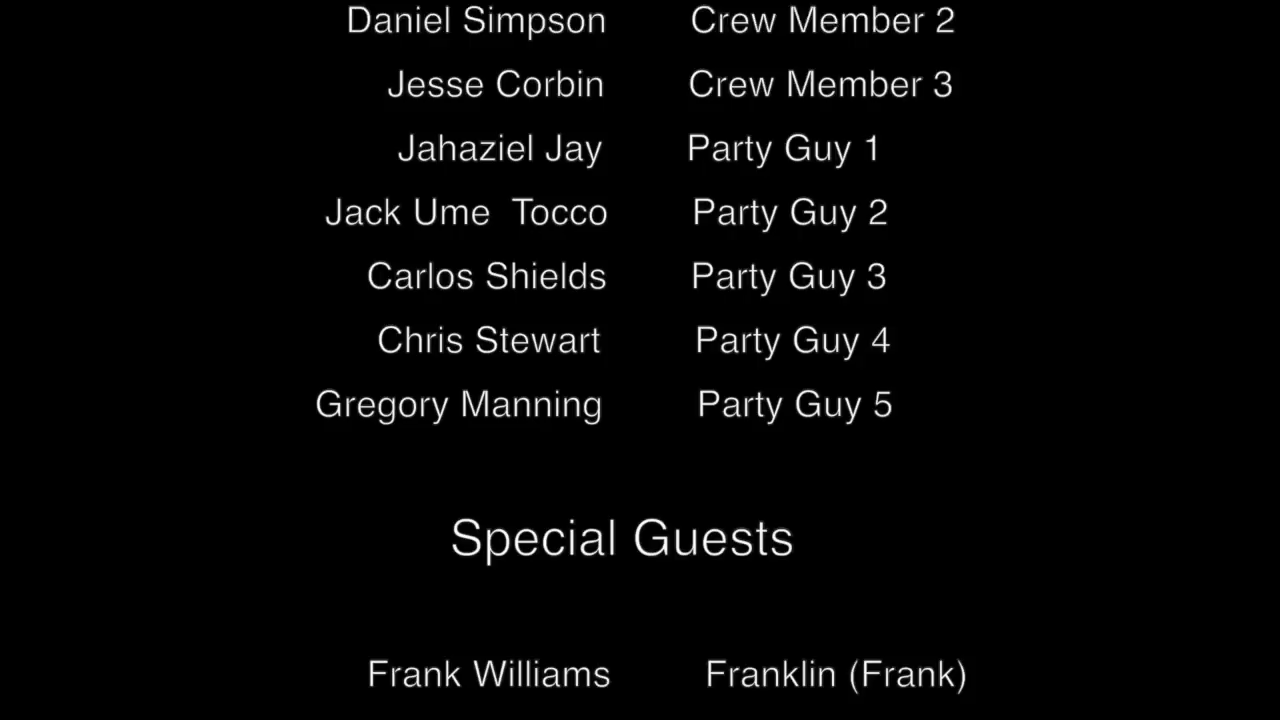 Daniel Simpson Crew Member 2
Jesse Corbin Crew Member 3
Jahaziel Jay Party Guy 1
Jack Ume  Tocco Party Guy 2
Carlos Shields Party Guy 3
Chris Stewart Party Guy 4
Gregory Manning Party Guy 5
Special Guests
Frank Williams Franklin (Frank)